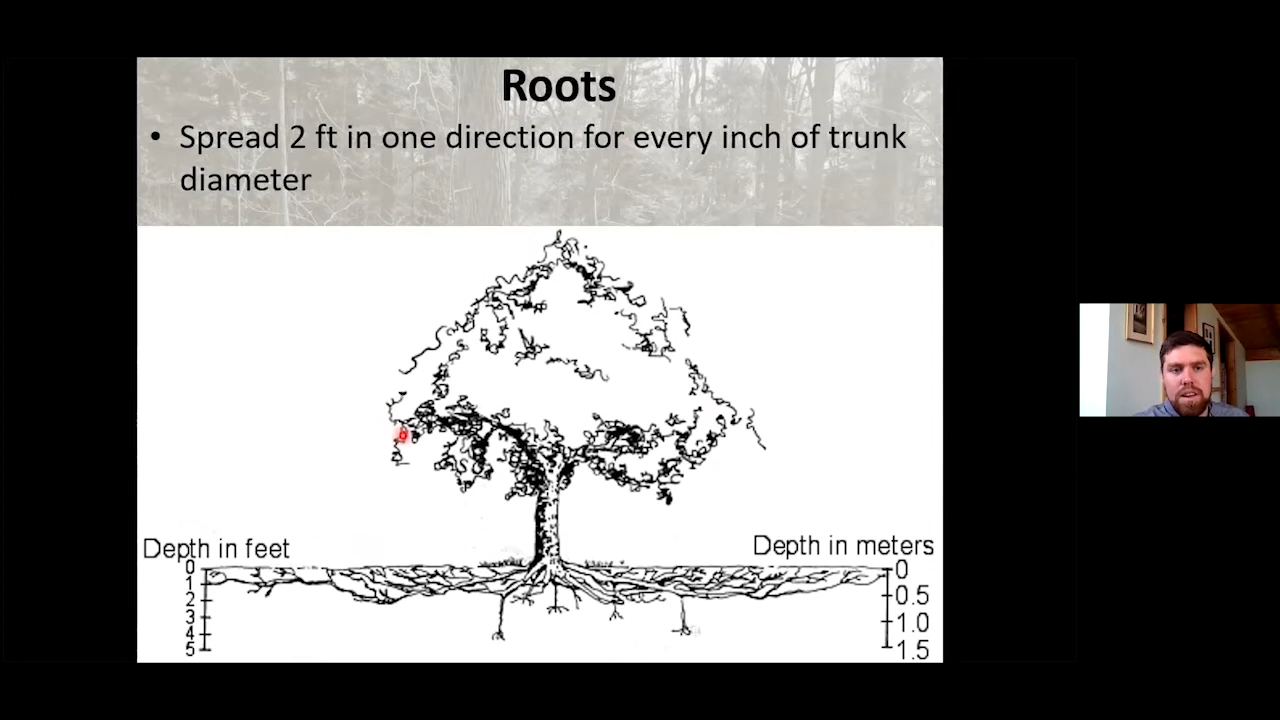 Roots
• Spread 2 ft in one direction for every inch of trunk
diameter
Depth in feet
0
1
2
3
4
5
Depth in meters
0
0.5
1.0
1.5